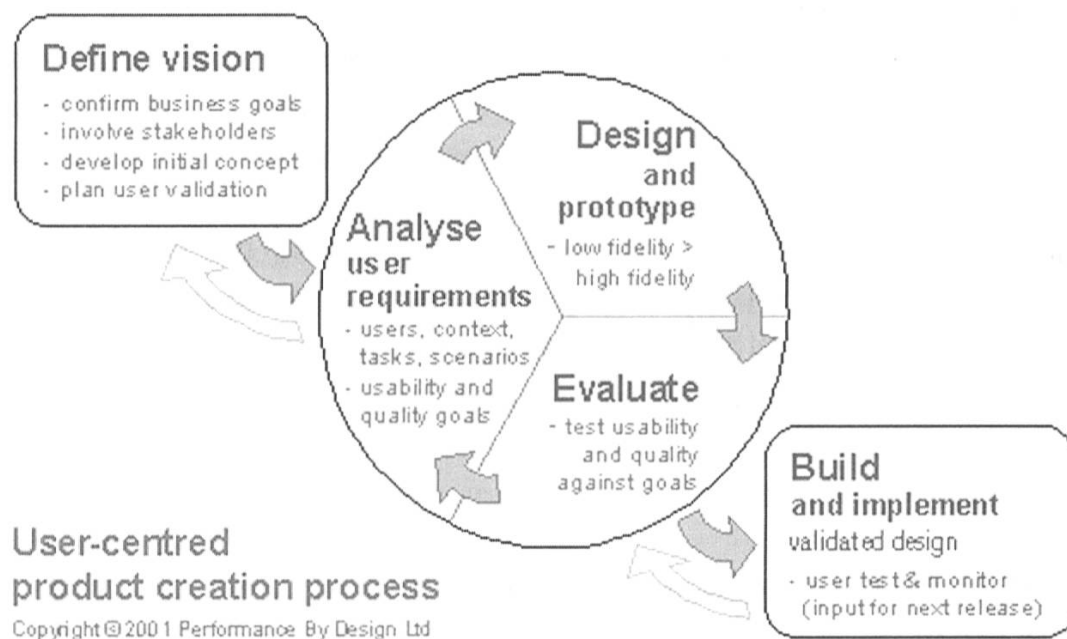 Define vision
- confirm business goals
- involve stakeholders
- develop initial concept
- plan user validation
Analyse
user
requirements
- users, context,
tasks, scenarios
- usability and
quality goals
Design
and
prototype
- low fidelity >
high fidelity
Evaluate
- test usability
and quality
against goals
Build
and implement
validated design
- user test & monitor
(input for next release)
User-centred
product creation process
Copyright © 2001 Performance By Design Ltd